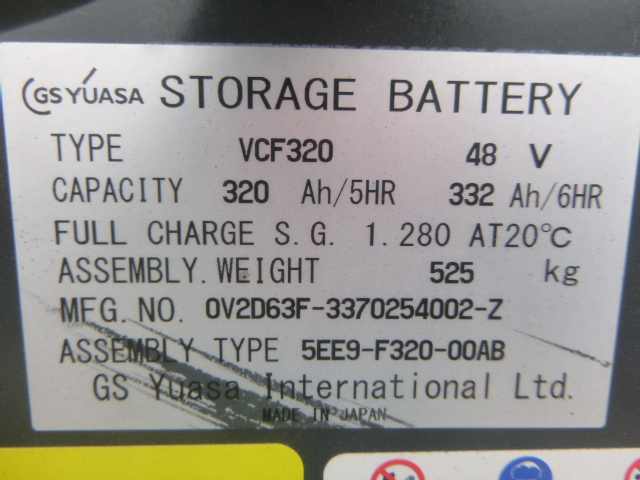 GS YUASA STORAGE BATTERY
TYPE VCF320 48 V
CAPACITY 320 Ah/5HR 332 Ah/6HR
FULL CHARGE S.G. 1.280 AT20℃
ASSEMBLY.WEIGHT 525 kg
MFG.NO. 0V2D63F-3370254002-Z
ASSEMBLY TYPE 5EE9-F320-00AB
GS Yuasa International Ltd.
MADE IN JAPAN